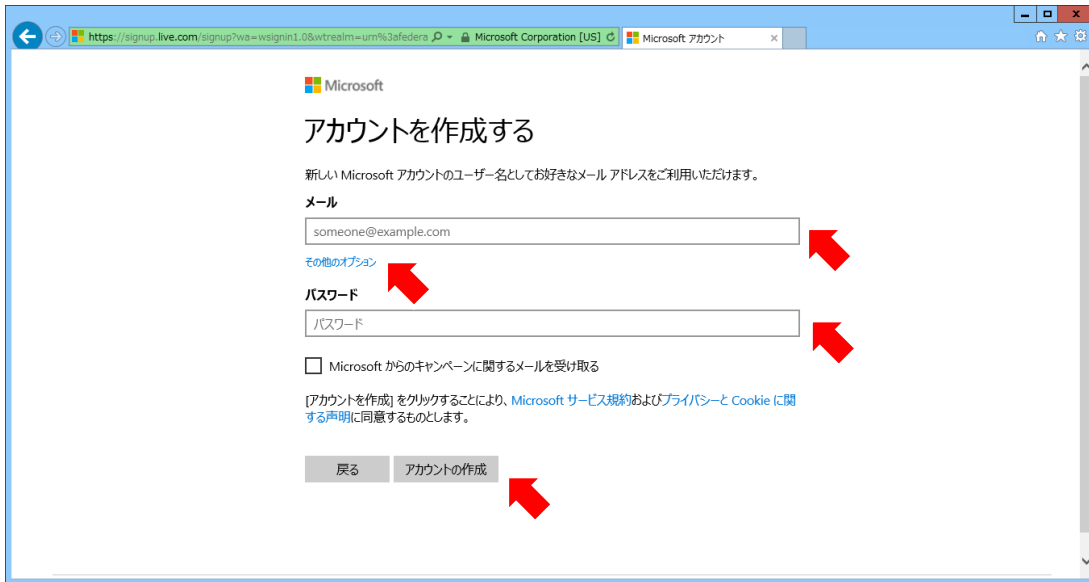 https://signup.live.com/signup?wa=wsignin1.0&wtrealm=urn%3afedera
Microsoft Corporation [US]
Microsoft アカウント
Microsoft
アカウントを作成する
新しい Microsoft アカウントのユーザー名としてお好きなメール アドレスをご利用いただけます。
メール
someone@example.com
その他のオプション
パスワード
パスワード
Microsoft からのキャンペーンに関するメールを受け取る
[アカウントを作成] をクリックすることにより、Microsoft サービス規約およびプライバシーと Cookie に関
する声明に同意するものとします。
戻る
アカウントの作成